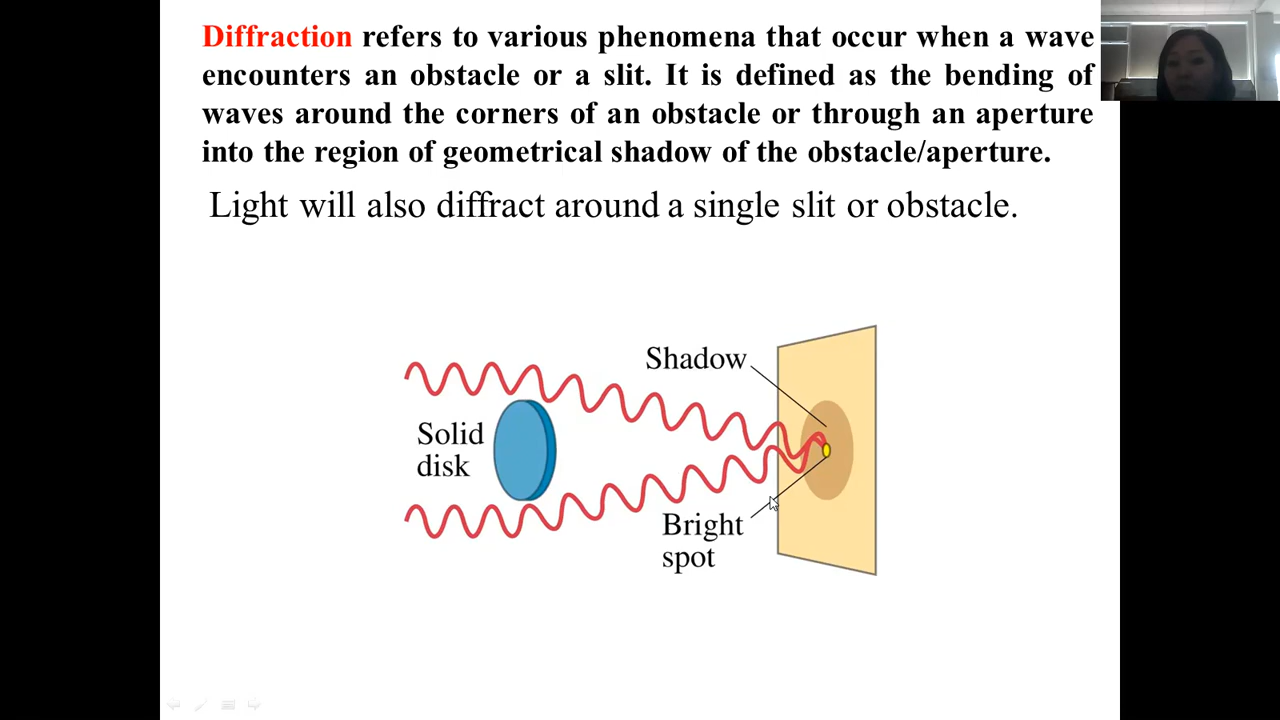 Diffraction refers to various phenomena that occur when a wave
encounters an obstacle or a slit. It is defined as the bending of
waves around the corners of an obstacle or through an aperture
into the region of geometrical shadow of the obstacle/aperture.
Light will also diffract around a single slit or obstacle.
Shadow
Solid
disk
Bright
spot